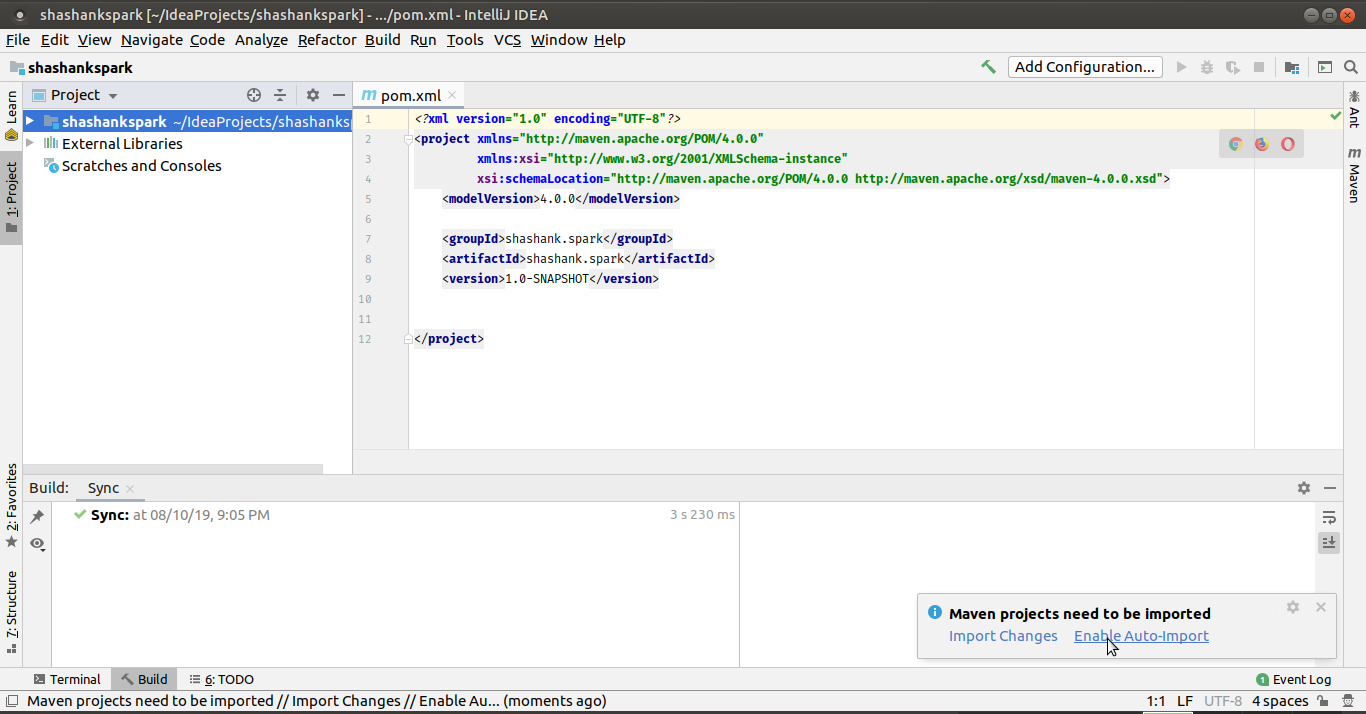 shashankspark [~/IdeaProjects/shashankspark] - .../pom.xml - IntelliJ IDEA
File Edit View Navigate Code Analyze Refactor Build Run Tools VCS Window Help
shashankspark
Add Configuration...
Learn
1: Project
2: Favorites
7: Structure
Project
shashankspark ~/IdeaProjects/shashanks
External Libraries
Scratches and Consoles
m pom.xml
1 <?xml version="1.0" encoding="UTF-8"?>
2 <project xmlns="http://maven.apache.org/POM/4.0.0"
3 xmlns:xsi="http://www.w3.org/2001/XMLSchema-instance"
4 xsi:schemaLocation="http://maven.apache.org/POM/4.0.0 http://maven.apache.org/xsd/maven-4.0.0.xsd">
5 <modelVersion>4.0.0</modelVersion>
6
7 <groupId>shashank.spark</groupId>
8 <artifactId>shashank.spark</artifactId>
9 <version>1.0-SNAPSHOT</version>
10
11
12 </project>
Ant
m Maven
Build: Sync
Sync: at 08/10/19, 9:05 PM 3 s 230 ms
Maven projects need to be imported
Import Changes Enable Auto-Import
Terminal Build 6: TODO 1 Event Log
Maven projects need to be imported // Import Changes // Enable Au... (moments ago) 1:1 LF UTF-8 4 spaces